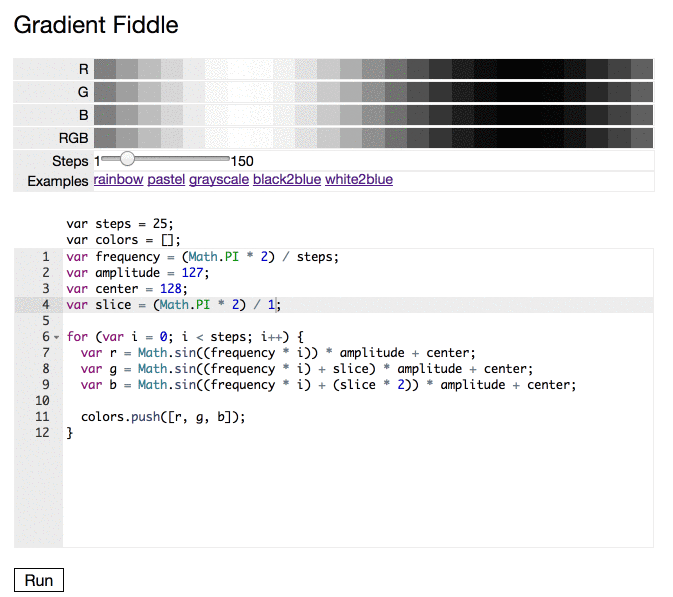 Gradient Fiddle
R
G
B
RGB
Steps 1 150
Examples rainbow pastel grayscale black2blue white2blue
var steps = 25;
var colors = [];
1 var frequency = (Math.PI * 2) / steps;
2 var amplitude = 127;
3 var center = 128;
4 var slice = (Math.PI * 2) / 1;
5
6 for (var i = 0; i < steps; i++) {
7   var r = Math.sin((frequency * i)) * amplitude + center;
8   var g = Math.sin((frequency * i) + slice) * amplitude + center;
9   var b = Math.sin((frequency * i) + (slice * 2)) * amplitude + center;
10
11   colors.push([r, g, b]);
12 }
Run